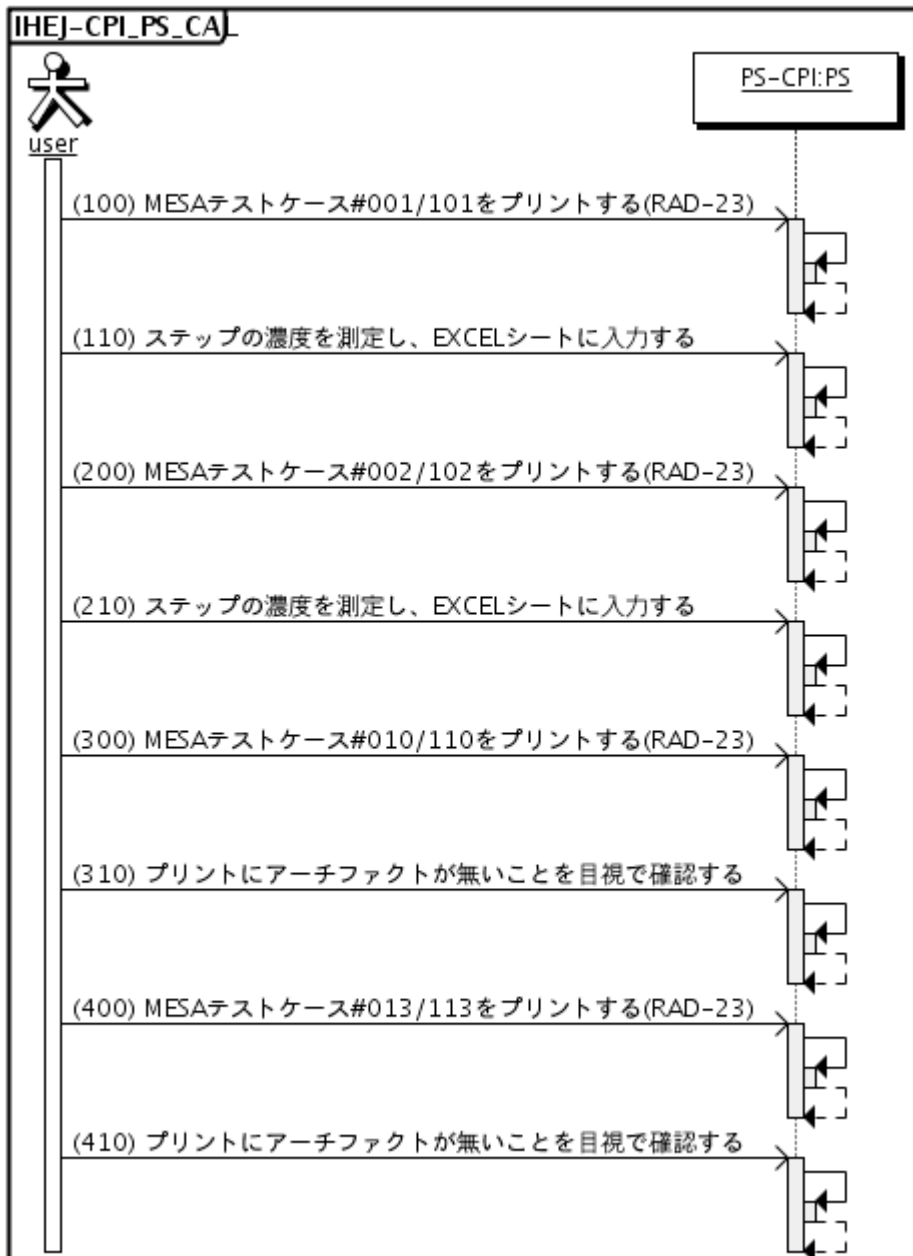 IHEJ-CPI_PS_CAL
PS-CPI:PS
user
(100) MESAテストケース#001/101をプリントする(RAD-23)
(110) ステップの濃度を測定し、EXCELシートに入力する
(200) MESAテストケース#002/102をプリントする(RAD-23)
(210) ステップの濃度を測定し、EXCELシートに入力する
(300) MESAテストケース#010/110をプリントする(RAD-23)
(310) プリントにアーチファクトが無いことを目視で確認する
(400) MESAテストケース#013/113をプリントする(RAD-23)
(410) プリントにアーチファクトが無いことを目視で確認する